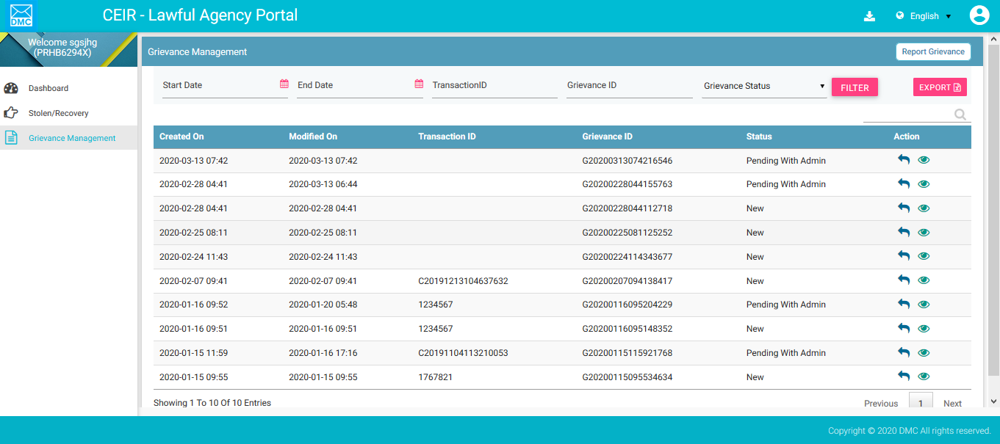 DMC
CEIR - Lawful Agency Portal
English
Welcome sgsjhg
(PRHB6294X)
Dashboard
Stolen/Recovery
Grievance Management
Grievance Management
Report Grievance
Start Date End Date TransactionID Grievance ID Grievance Status FILTER EXPORT
Created On Modified On Transaction ID Grievance ID Status Action
2020-03-13 07:42 2020-03-13 07:42 G20200313074216546 Pending With Admin
2020-02-28 04:41 2020-03-13 06:44 G20200228044155763 Pending With Admin
2020-02-28 04:41 2020-02-28 04:41 G20200228044112718 New
2020-02-25 08:11 2020-02-25 08:11 G20200225081125252 New
2020-02-24 11:43 2020-02-24 11:43 G20200224114343677 New
2020-02-07 09:41 2020-02-07 09:41 C20191213104637632 G20200207094138417 New
2020-01-16 09:52 2020-01-20 05:48 1234567 G20200116095204229 Pending With Admin
2020-01-16 09:51 2020-01-16 09:51 1234567 G20200116095148352 New
2020-01-15 11:59 2020-01-16 17:16 C20191104113210053 G20200115115921768 Pending With Admin
2020-01-15 09:55 2020-01-15 09:55 1767821 G20200115095534634 New
Showing 1 To 10 Of 10 Entries
Previous 1 Next
Copyright © 2020 DMC All rights reserved.